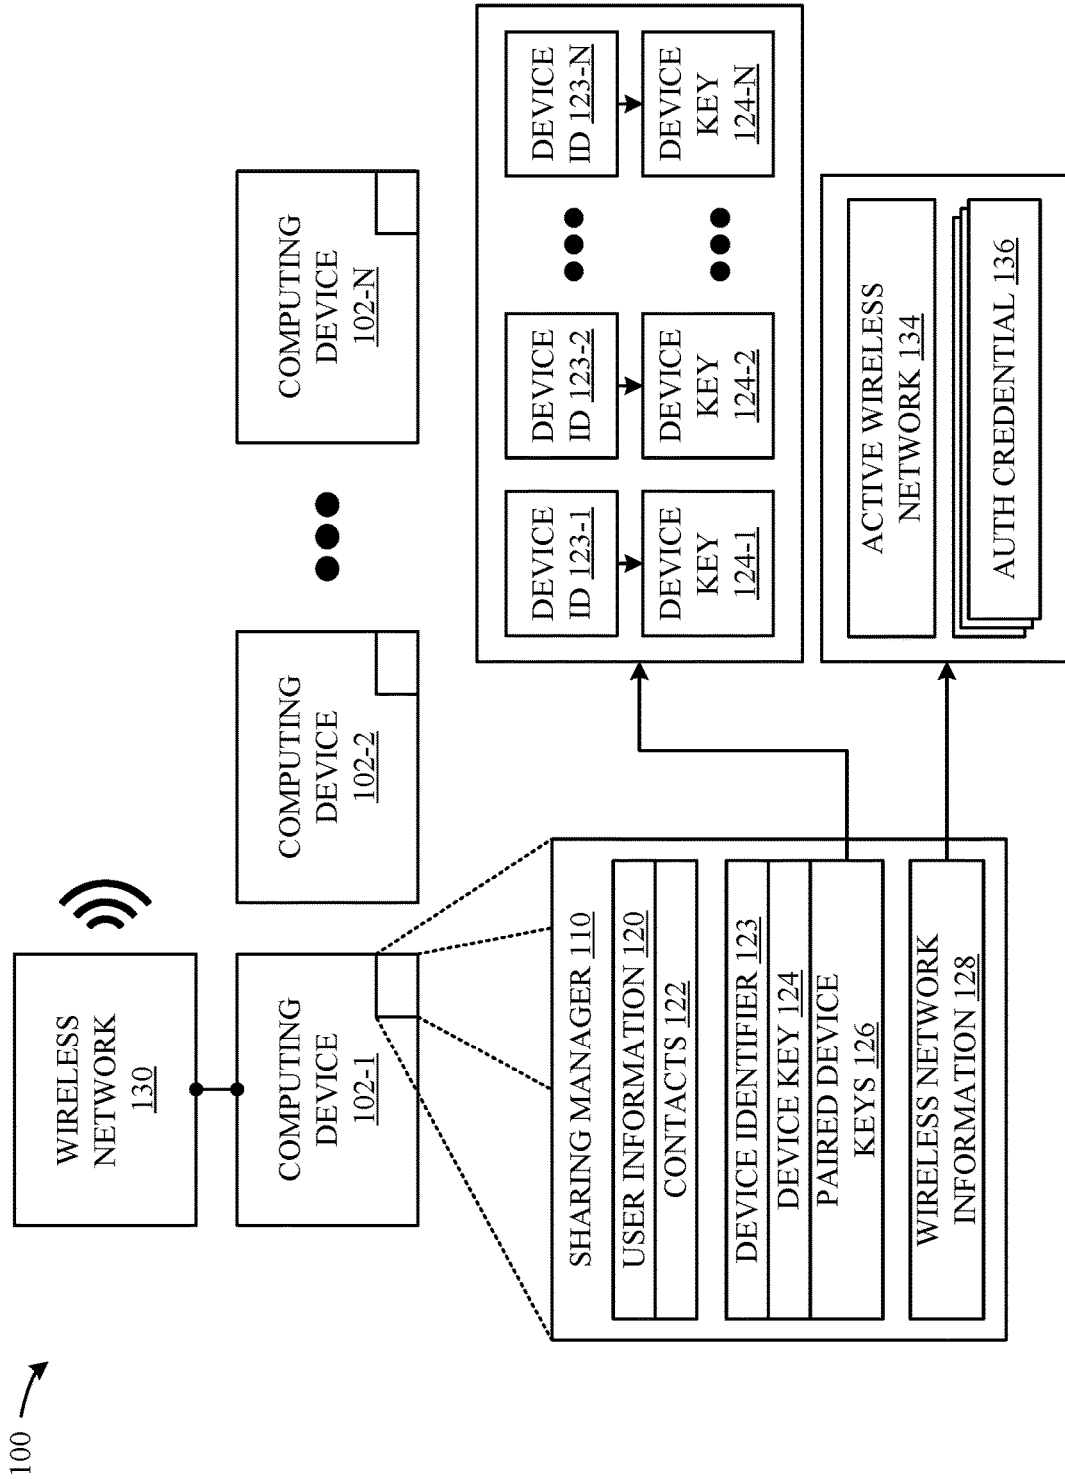 100
WIRELESS
NETWORK
130
COMPUTING
DEVICE
102-1
COMPUTING
DEVICE
102-2
COMPUTING
DEVICE
102-N
SHARING MANAGER 110
USER INFORMATION 120
CONTACTS 122
DEVICE IDENTIFIER 123
DEVICE KEY 124
PAIRED DEVICE
KEYS 126
WIRELESS NETWORK
INFORMATION 128
DEVICE
ID 123-1
DEVICE
ID 123-2
DEVICE
ID 123-N
DEVICE
KEY
124-1
DEVICE
KEY
124-2
DEVICE
KEY
124-N
ACTIVE WIRELESS
NETWORK 134
AUTH CREDENTIAL 136